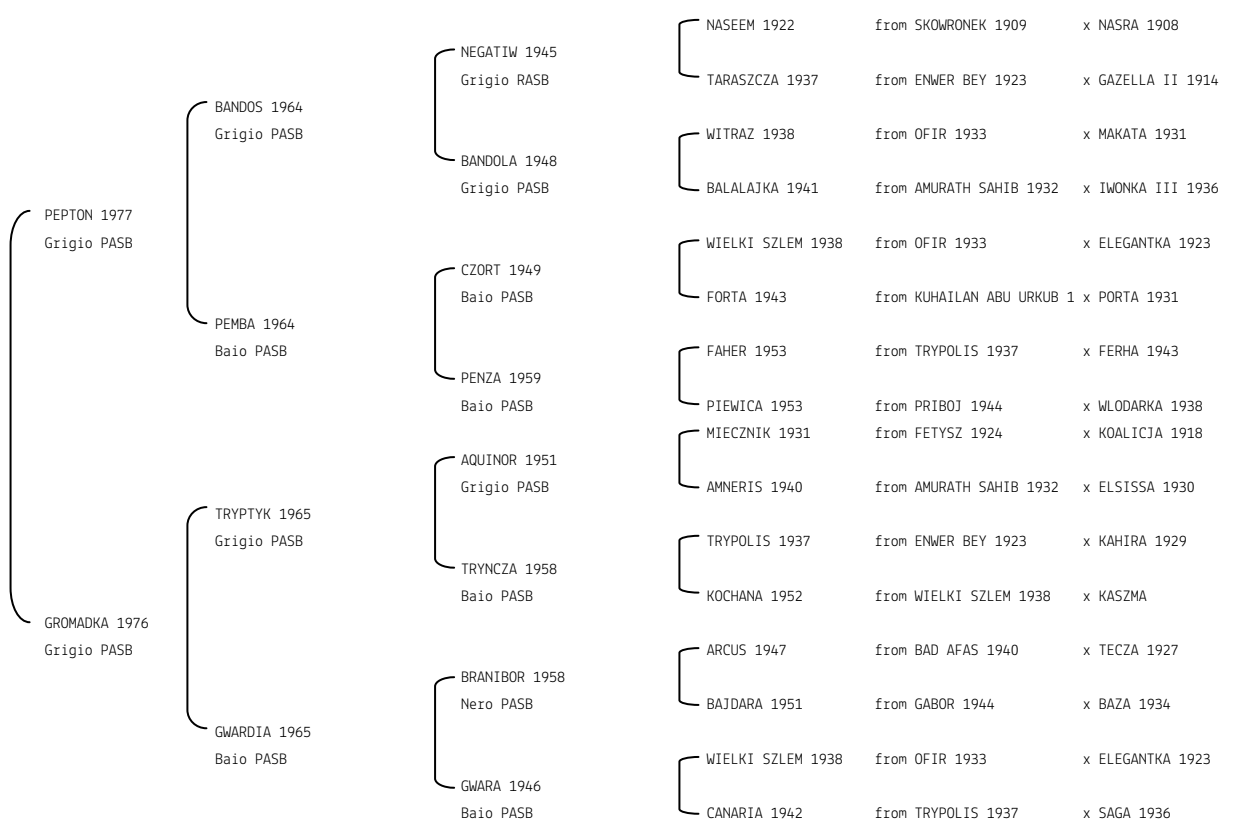 NASEEM 1922 from SKOWRONEK 1909 x NASRA 1908
NEGATIW 1945
Grigio RASB TARASZCZA 1937 from ENWER BEY 1923 x GAZELLA II 1914
BANDOS 1964
Grigio PASB WITRAZ 1938 from OFIR 1933 x MAKATA 1931
BANDOLA 1948
Grigio PASB BALALAJKA 1941 from AMURATH SAHIB 1932 x IWONKA III 1936
PEPTON 1977
Grigio PASB WIELKI SZLEM 1938 from OFIR 1933 x ELEGANTKA 1923
CZORT 1949
Baio PASB FORTA 1943 from KUHAILAN ABU URKUB 1 x PORTA 1931
PEMBA 1964
Baio PASB FAHER 1953 from TRYPOLIS 1937 x FERHA 1943
PENZA 1959
Baio PASB PIEWICA 1953 from PRIBOJ 1944 x WLODARKA 1938
MIECZNIK 1931 from FETYSZ 1924 x KOALICJA 1918
AQUINOR 1951
Grigio PASB AMNERIS 1940 from AMURATH SAHIB 1932 x ELSISSA 1930
TRYPTYK 1965
Grigio PASB TRYPOLIS 1937 from ENWER BEY 1923 x KAHIRA 1929
TRYNCZA 1958
Baio PASB KOCHANA 1952 from WIELKI SZLEM 1938 x KASZMA
GROMADKA 1976
Grigio PASB ARCUS 1947 from BAD AFAS 1940 x TECZA 1927
BRANIBOR 1958
Nero PASB BAJDARA 1951 from GABOR 1944 x BAZA 1934
GWARDIA 1965
Baio PASB WIELKI SZLEM 1938 from OFIR 1933 x ELEGANTKA 1923
GWARA 1946
Baio PASB CANARIA 1942 from TRYPOLIS 1937 x SAGA 1936